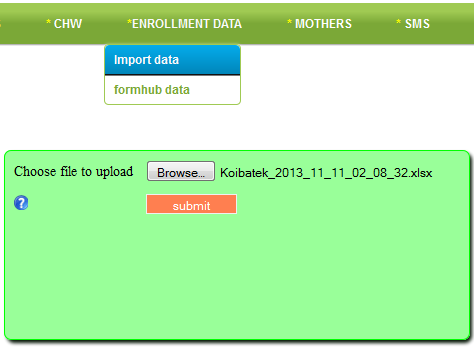 * CHW *ENROLLMENT DATA * MOTHERS * SMS
Import data
formhub data
Choose file to upload Browse... Koibatek_2013_11_11_02_08_32.xlsx
? submit